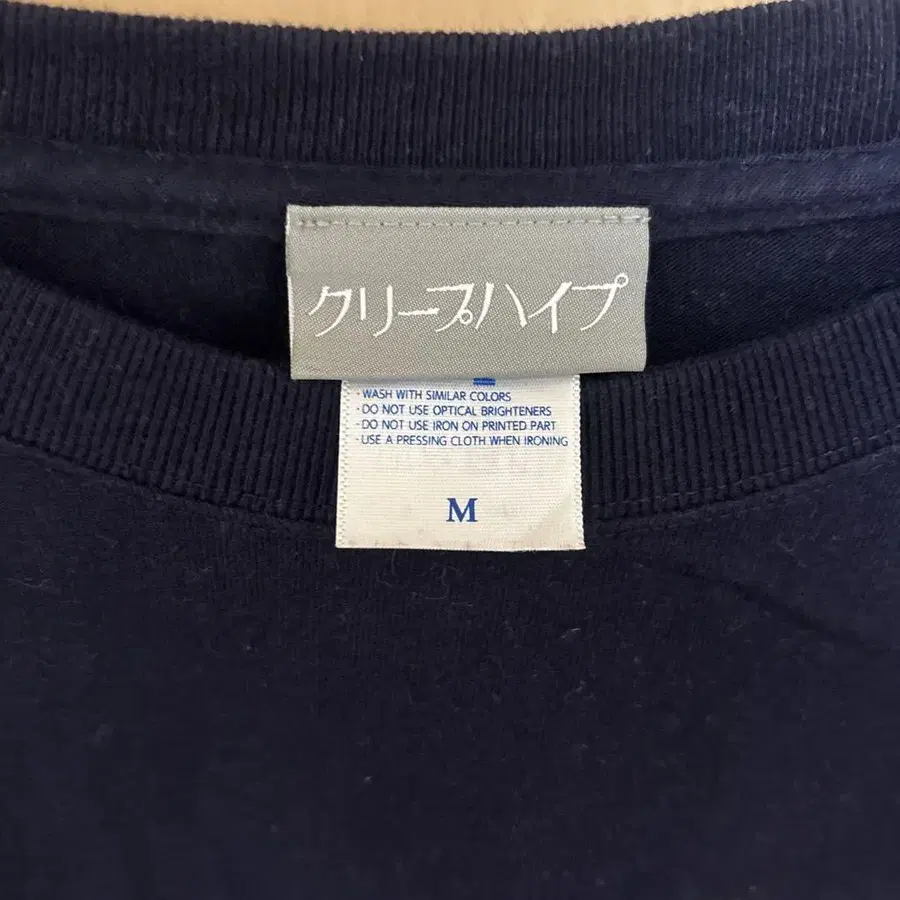 クリープハイプ
· WASH WITH SIMILAR COLORS
· DO NOT USE OPTICAL BRIGHTENERS
· DO NOT USE IRON ON PRINTED PART
· USE A PRESSING CLOTH WHEN IRONING
M